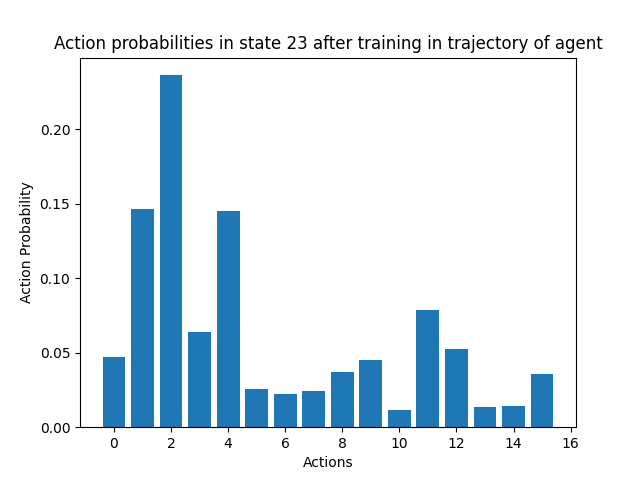 Action probabilities in state 23 after training in trajectory of agent
0.20
0.15
0.10
0.05
0.00
Action Probability
0 2 4 6 8 10 12 14 16
Actions